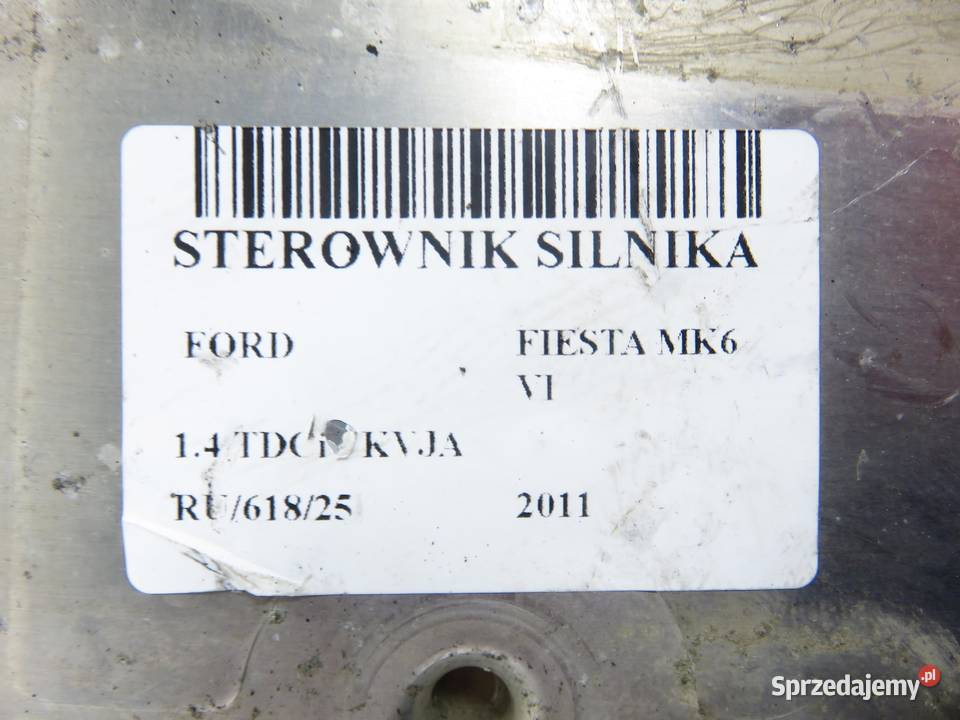 STEROWNIK SILNIKA
FORD FIESTA MK6
VI
1.4 TDCi KVJA
RU/618/25 2011
Sprzedajemy.pl